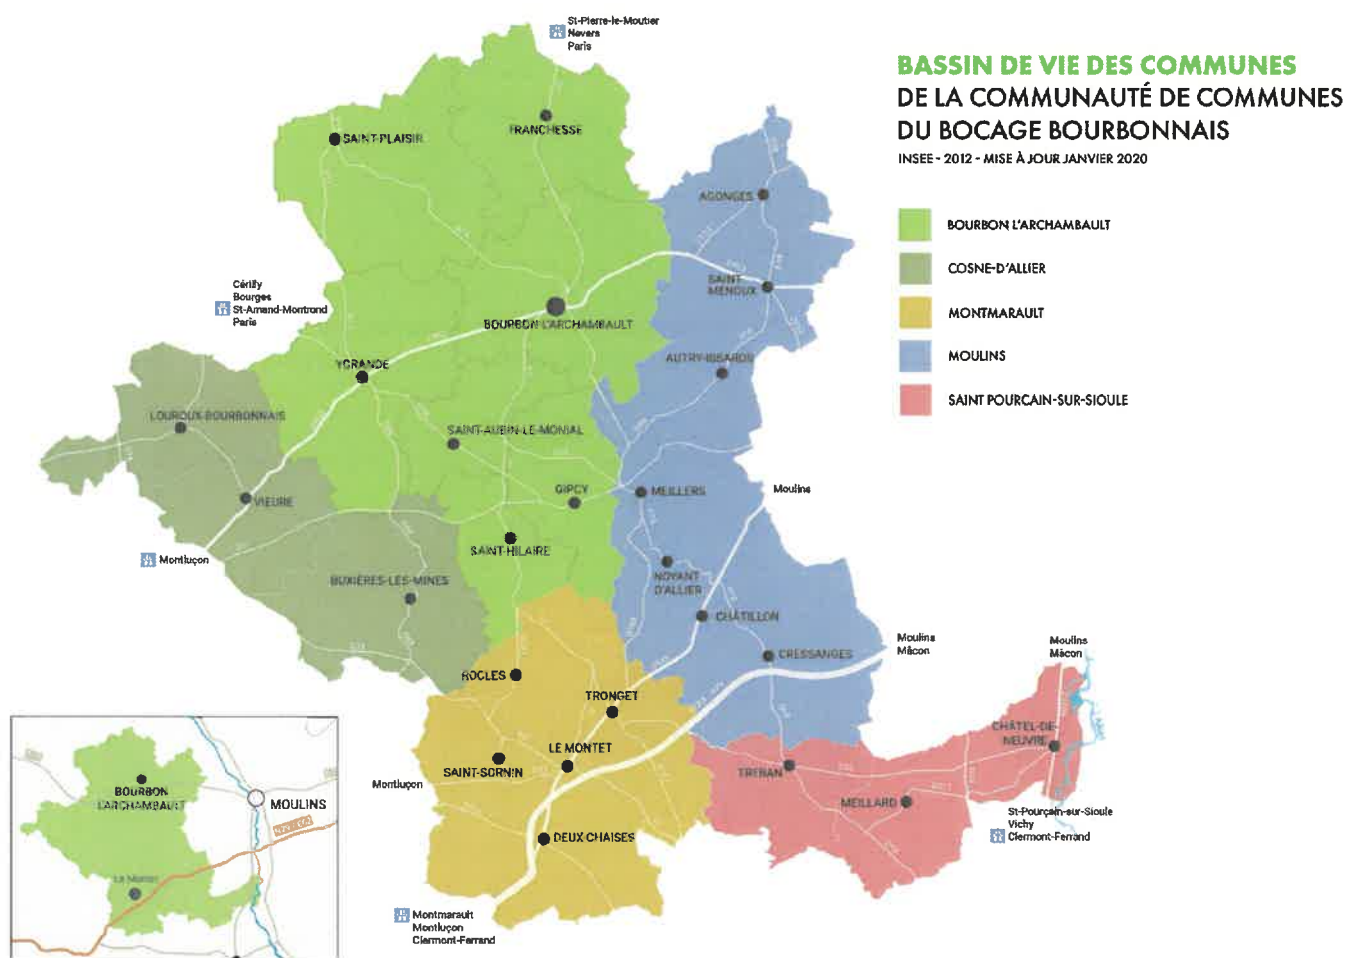 St-Pierre-le-Moutier
Nevers
Paris
BASSIN DE VIE DES COMMUNES
DE LA COMMUNAUTÉ DE COMMUNES
DU BOCAGE BOURBONNAIS
INSEE - 2012 - MISE À JOUR JANVIER 2020
BOURBON L'ARCHAMBAULT
COSNE-D'ALLIER
MONTMARAULT
MOULINS
SAINT POURCAIN-SUR-SIOULE
FRANCHESSE
SAINT-PLAISIR
AGONGES
SAINT-
MENOUX
Cérilly
Bourges
St-Amand-Montrond
Paris
BOURBON L'ARCHAMBAULT
YGRANDE
AUTRY-ISSARDS
LOUROUX-BOURBONNAIS
SAINT-AUBIN-LE-MONIAL
VIEURE
GIPCY
MEILLERS
Moulins
Montluçon
SAINT-HILAIRE
BUXIÈRES-LES-MINES
NOYANT
D'ALLIER
CHÂTILLON
CRESSANGES
Moulins
Mâcon
Moulins
Mâcon
ROCLES
TRONGET
CHÂTEL-DE-
NEUVRE
LE MONTET
SAINT-SORNIN
TREBAN
Montluçon
MEILLARD
St-Pourçain-sur-Sioule
Vichy
Clermont-Ferrand
DEUX-CHAISES
Montmarault
Montluçon
Clermont-Ferrand
BOURBON
L'ARCHAMBAULT
MOULINS
Le Montet